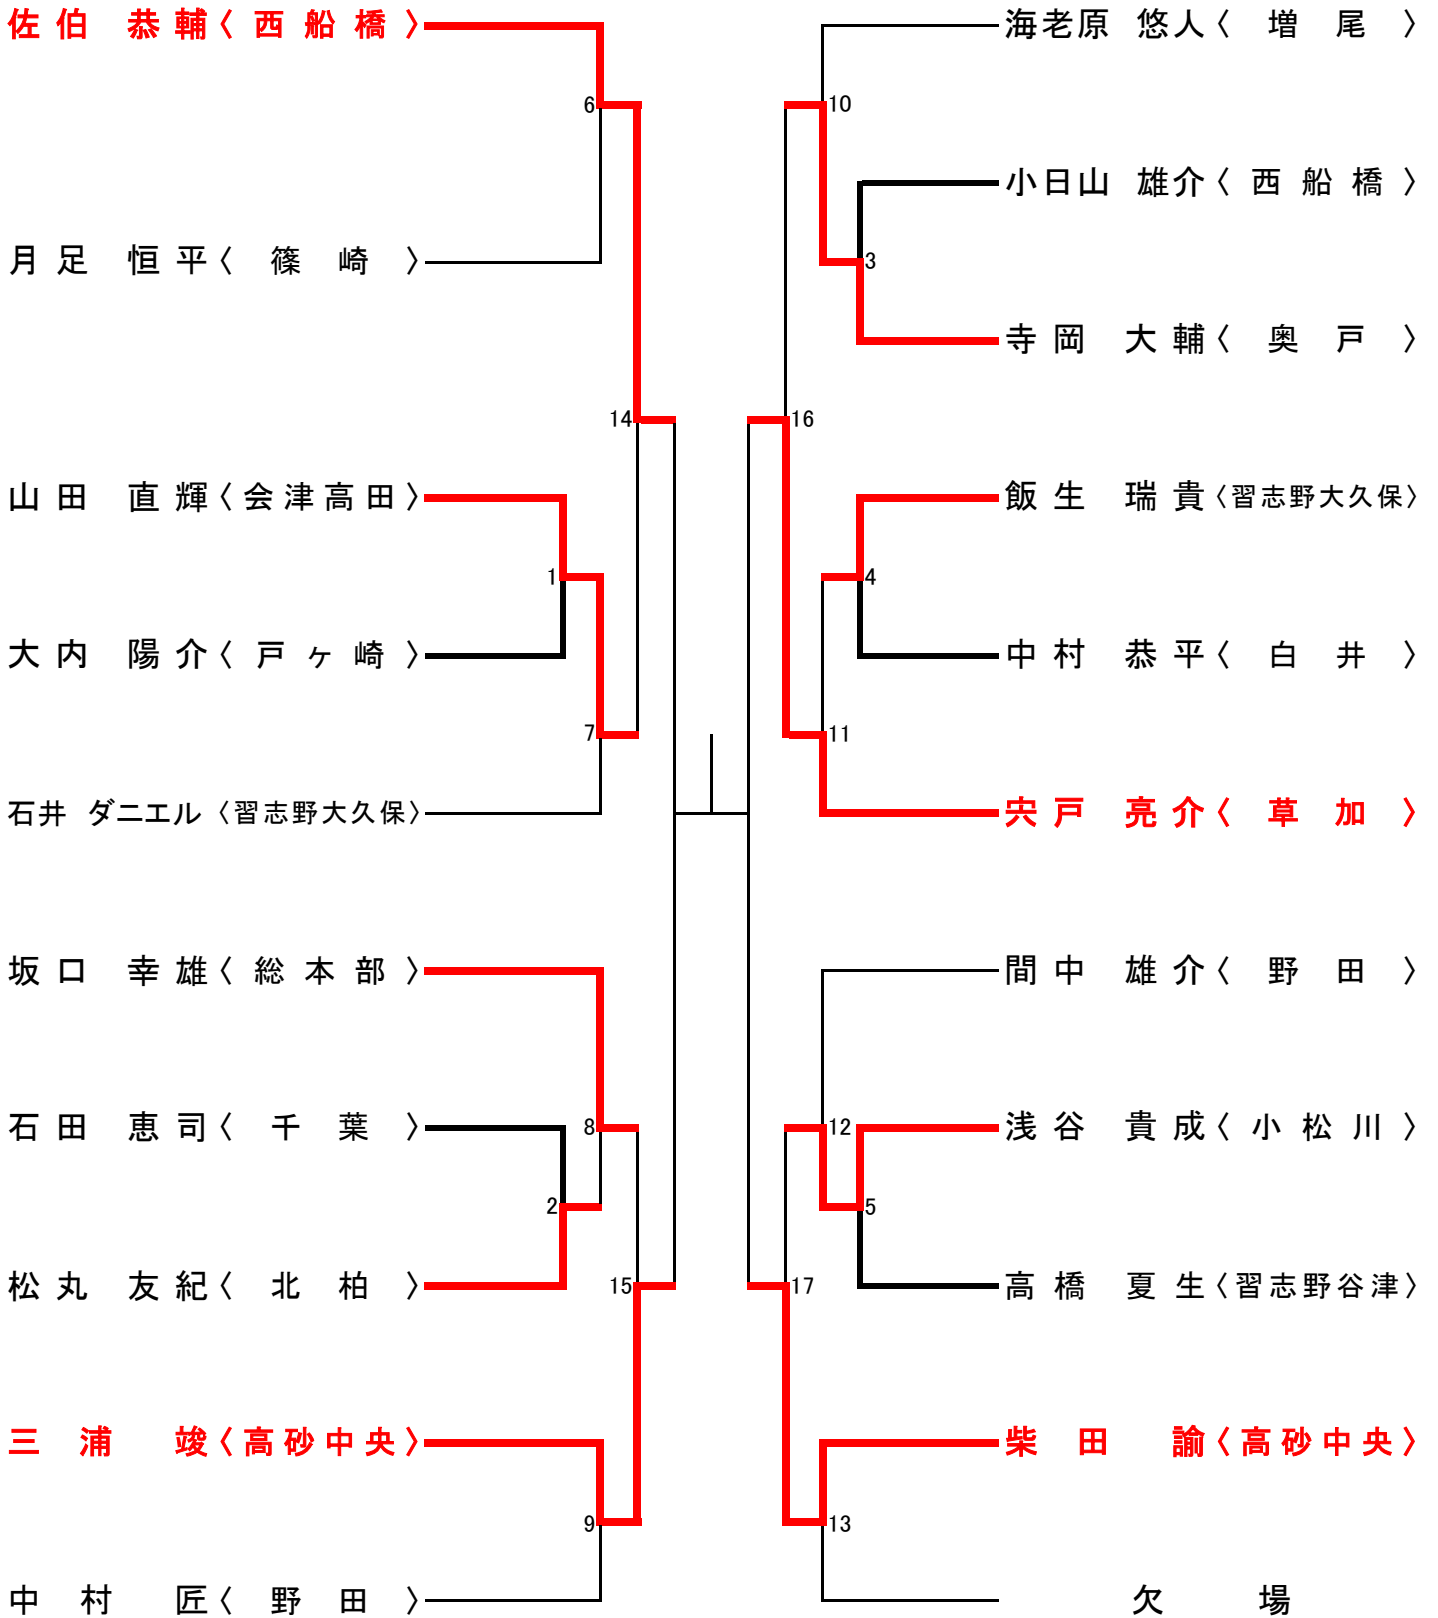 佐伯 恭輔〈西船橋〉
6
月足 恒平〈篠崎〉
14
山田 直輝〈会津高田〉
1
大内 陽介〈戸ヶ崎〉
7
石井 ダニエル〈習志野大久保〉
坂口 幸雄〈総本部〉
石田 恵司〈千葉〉
8
2
松丸 友紀〈北柏〉
15
三浦 竣〈高砂中央〉
9
中村 匠〈野田〉
海老原 悠人〈増尾〉
10
小日山 雄介〈西船橋〉
3
寺岡 大輔〈奥戸〉
16
飯生 瑞貴〈習志野大久保〉
4
中村 恭平〈白井〉
11
宍戸 亮介〈草加〉
間中 雄介〈野田〉
12
浅谷 貴成〈小松川〉
5
高橋 夏生〈習志野谷津〉
17
柴田 諭〈高砂中央〉
13
欠場